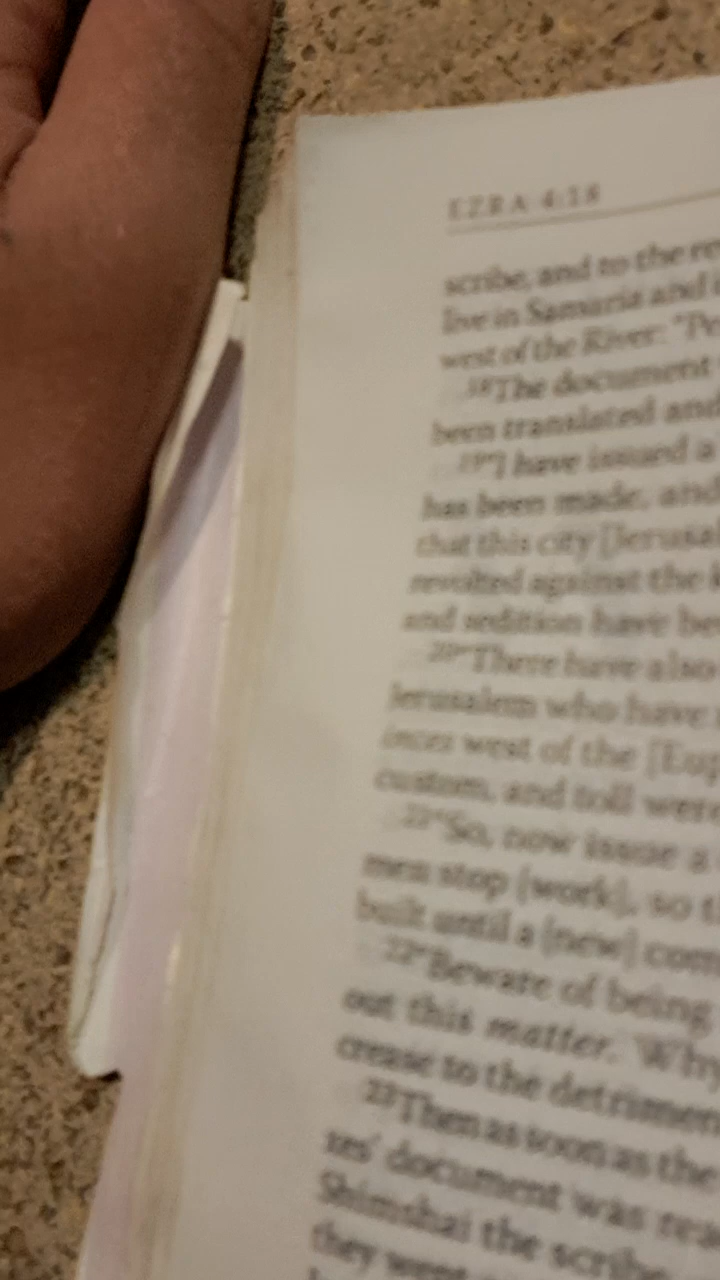 EZRA 4:18
scribe, and to the re
live in Samaria and i
west of the River: "Pe
18"The document
been translated and
19"I have issued a
has been made, and
that this city [Jerusal
revolted against the k
and sedition have be
20"There have also
Jerusalem who have
inces west of the [Eup
custom, and toll were
21"So, now issue a
men stop [work], so t
built until a [new] com
22"Beware of being
out this matter. Why
crease to the detriment
23Then as soon as the
xes' document was rea
Shimshai the scribe
they went